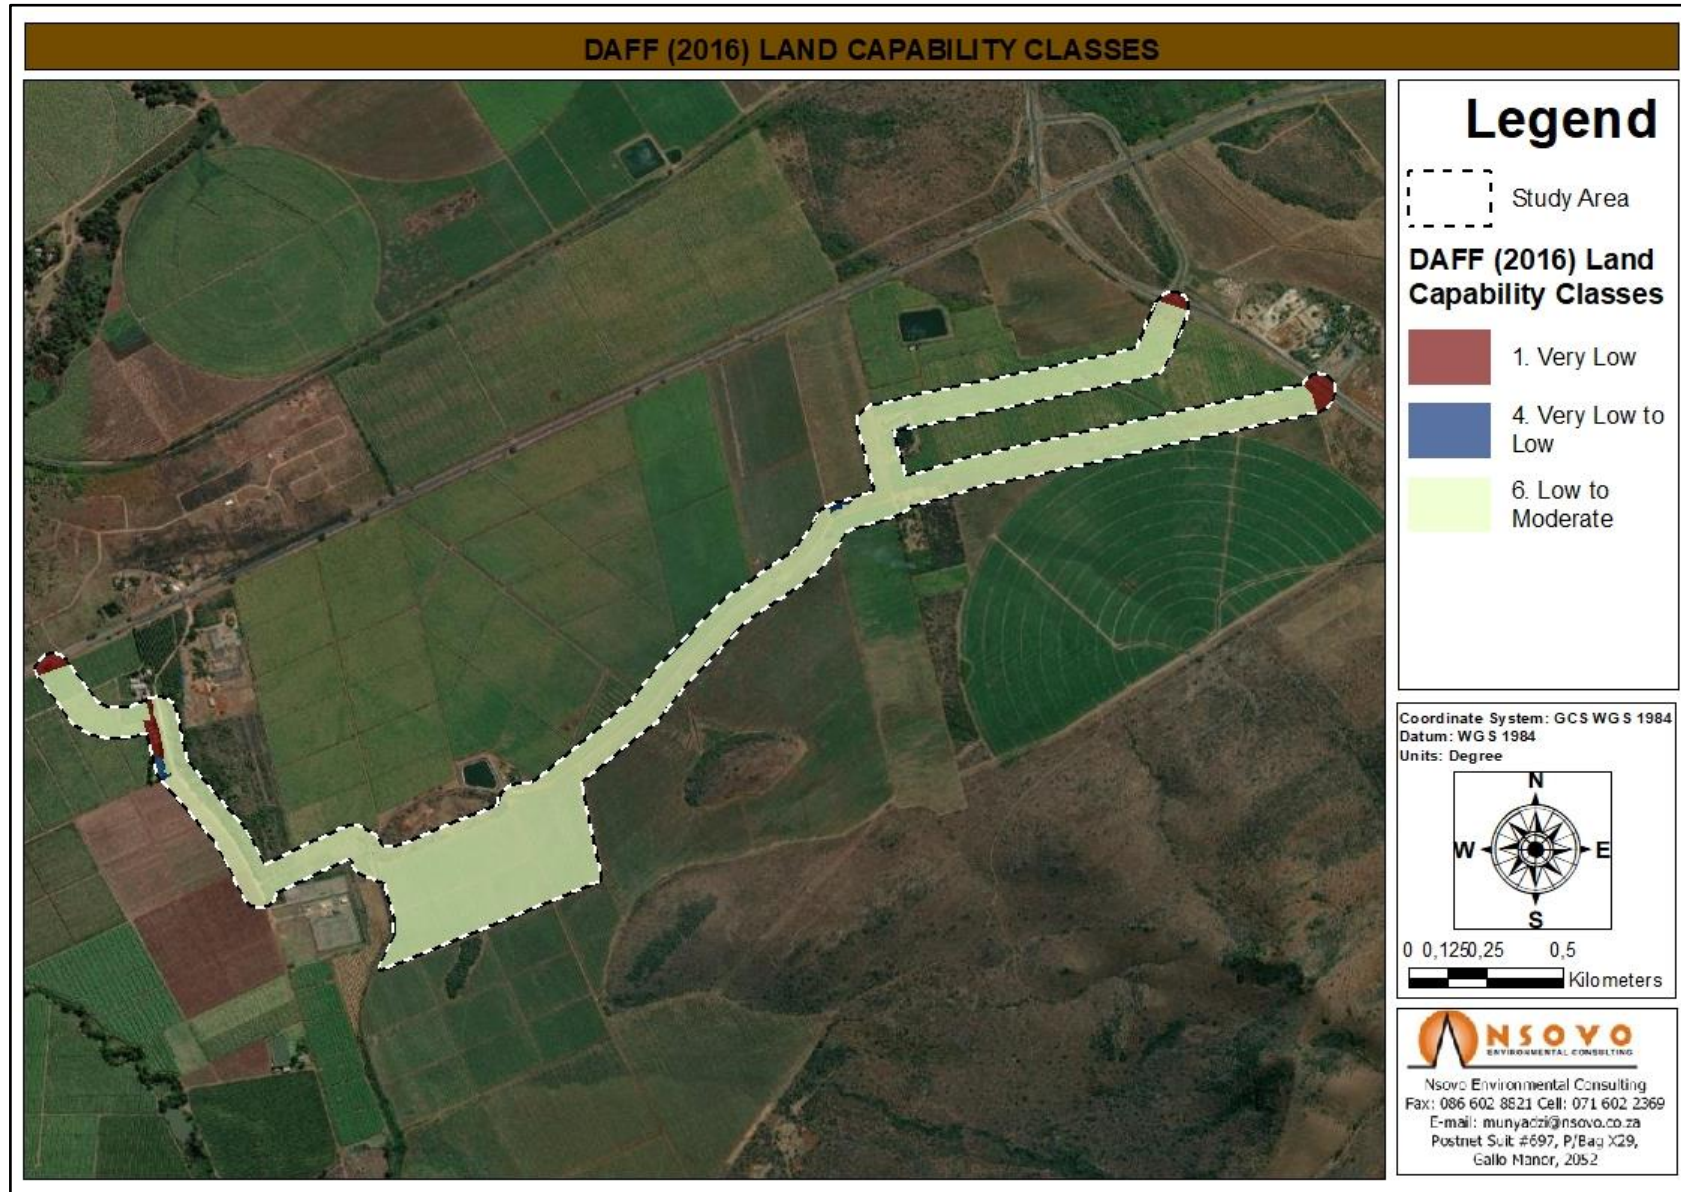 DAFF (2016) LAND CAPABILITY CLASSES
Legend
Study Area
DAFF (2016) Land
Capability Classes
1. Very Low
4. Very Low to
Low
6. Low to
Moderate
Coordinate System: GCS WGS 1984
Datum: WGS 1984
Units: Degree
N
W E
S
0 0,1250,25 0,5
Kilometers
NSOVO
ENVIRONMENTAL CONSULTING
Nsovo Environmental Consulting
Fax: 086 602 8821 Cell: 071 602 2369
E-mail: munyadzi@nsovo.co.za
Postnet Suit #697, P/Bag X29,
Gallo Manor, 2052